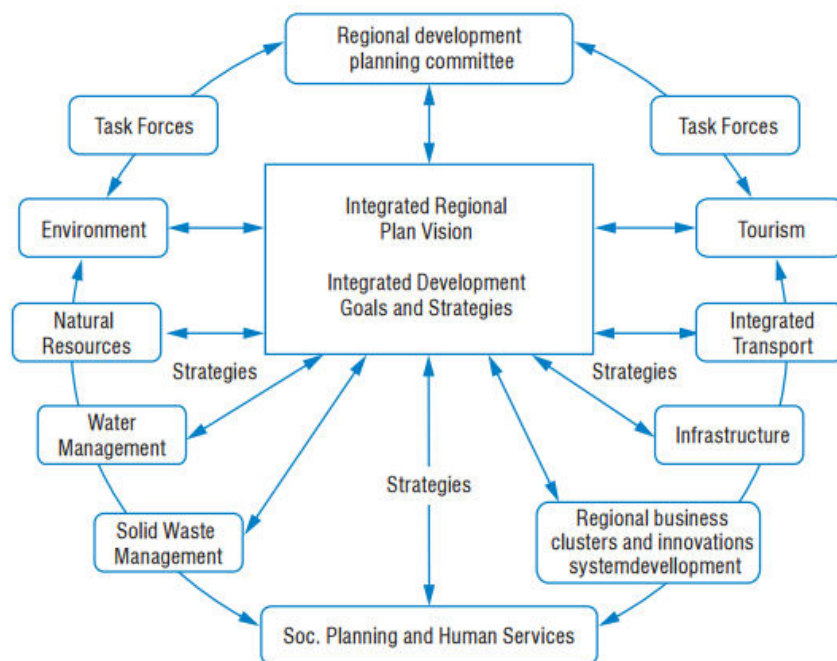 Regional development
planning committee
Task Forces
Task Forces
Environment
Integrated Regional
Plan Vision
Tourism
Integrated Development
Goals and Strategies
Natural
Resources
Integrated
Transport
Strategies
Strategies
Water
Management
Infrastructure
Strategies
Solid Waste
Management
Regional business
clusters and innovations
systemdevellopment
Soc. Planning and Human Services